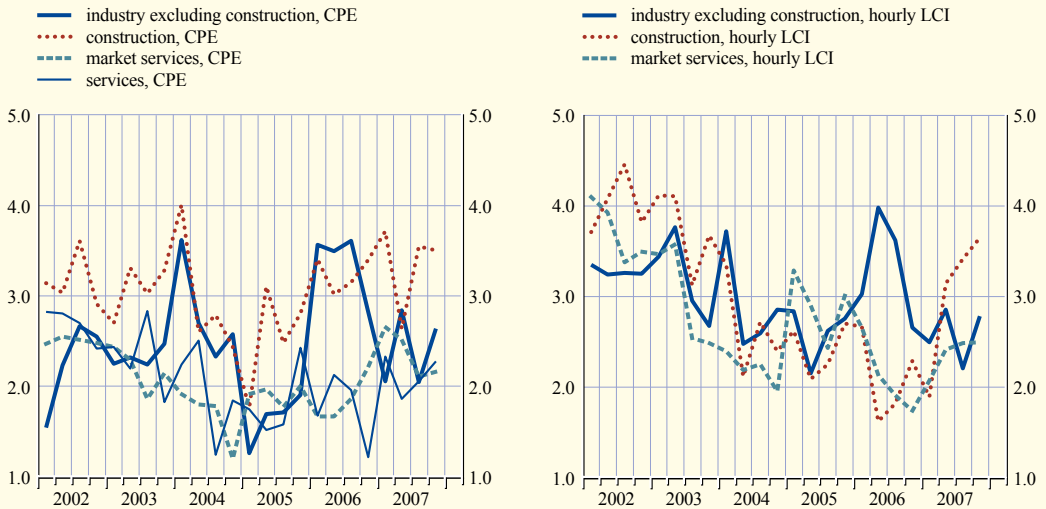 industry excluding construction, CPE
construction, CPE
market services, CPE
services, CPE
5.0 5.0
4.0 4.0
3.0 3.0
2.0 2.0
1.0 1.0
2002 2003 2004 2005 2006 2007
industry excluding construction, hourly LCI
construction, hourly LCI
market services, hourly LCI
5.0 5.0
4.0 4.0
3.0 3.0
2.0 2.0
1.0 1.0
2002 2003 2004 2005 2006 2007